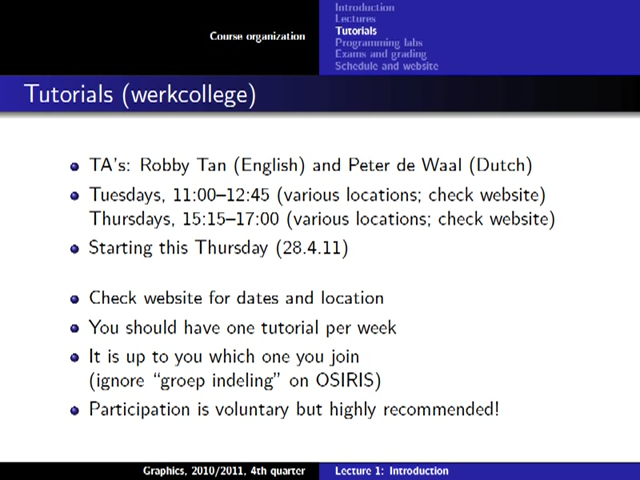 Course organization
Introduction
Lectures
Tutorials
Programming labs
Exams and grading
Schedule and website
Tutorials (werkcollege)
TA's: Robby Tan (English) and Peter de Waal (Dutch)
Tuesdays, 11:00–12:45 (various locations; check website)
Thursdays, 15:15–17:00 (various locations; check website)
Starting this Thursday (28.4.11)
Check website for dates and location
You should have one tutorial per week
It is up to you which one you join
(ignore “groep indeling” on OSIRIS)
Participation is voluntary but highly recommended!
Graphics, 2010/2011, 4th quarter
Lecture 1: Introduction